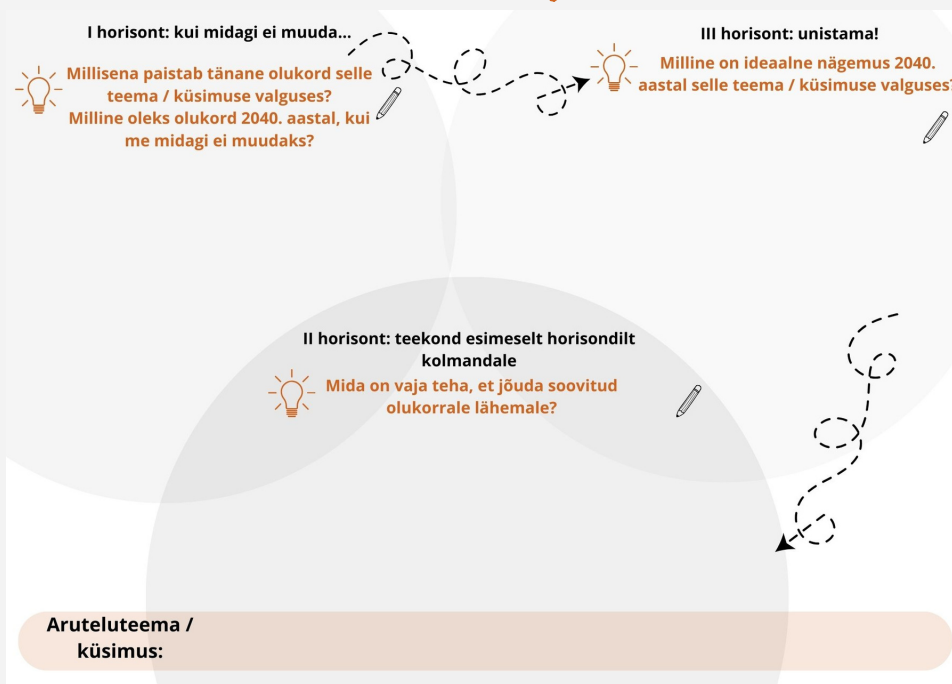 I horisont: kui midagi ei muuda...
Millisena paistab tänane olukord selle
teema / küsimuse valguses?
Milline oleks olukord 2040. aastal, kui
me midagi ei muudaks?
III horisont: unistama!
Milline on ideaalne nägemus 2040.
aastal selle teema / küsimuse valguses?
II horisont: teekond esimeselt horisondilt
kolmandale
Mida on vaja teha, et jõuda soovitud
olukorrale lähemale?
Aruteluteema /
küsimus: